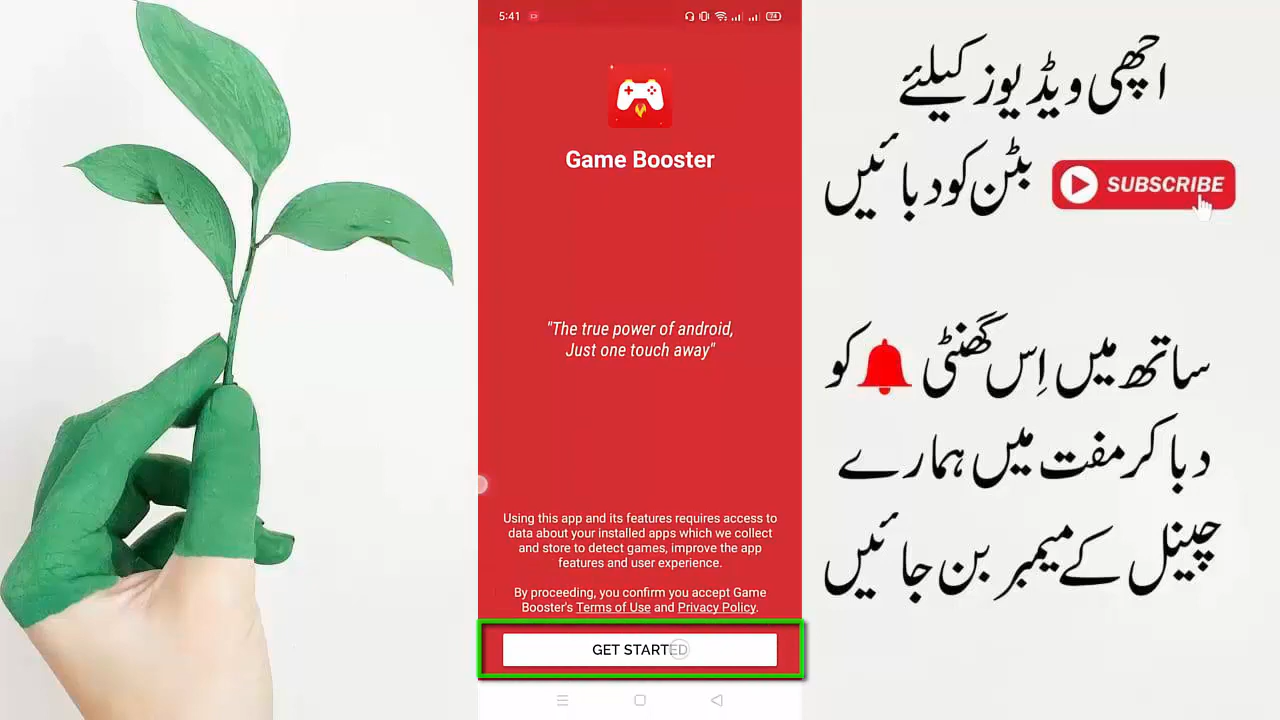 5:41
74
Game Booster
"The true power of android,
Just one touch away"
Using this app and its features requires access to
data about your installed apps which we collect
and store to detect games, improve the app
features and user experience.
By proceeding, you confirm you accept Game
Booster's Terms of Use and Privacy Policy.
GET STARTED
اچھی ویڈیوز کیلئے
SUBSCRIBE بٹن کو دبائیں
ساتھ میں اِس گھنٹی کو
دبا کر مفت میں ہمارے
چینل کے میمبر بن جائیں